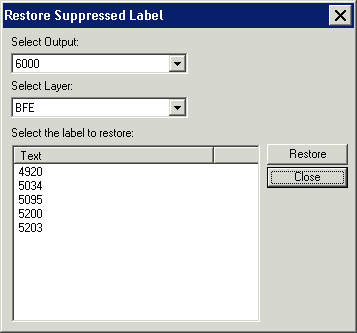 Restore Suppressed Label
Select Output:
6000
Select Layer:
BFE
Select the label to restore:
Text
Restore
4920
Close
5034
5095
5200
5203